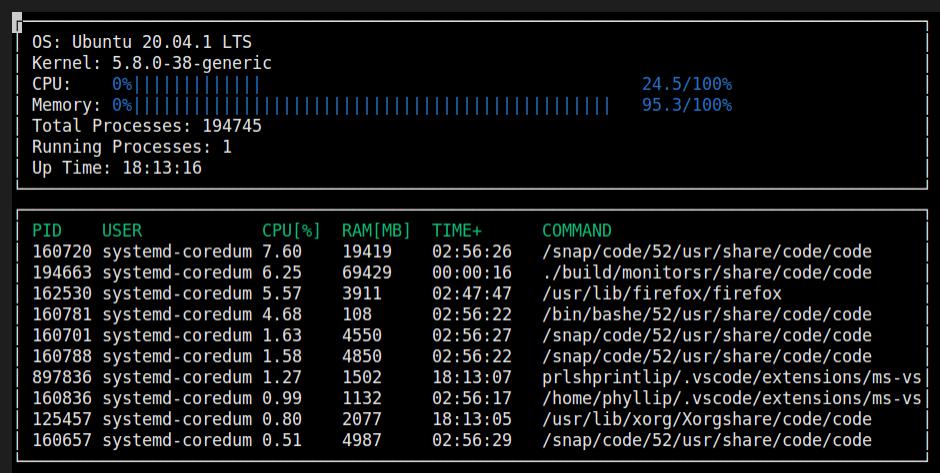 OS: Ubuntu 20.04.1 LTS
Kernel: 5.8.0-38-generic
CPU: 0%||||||||||||| 24.5/100%
Memory: 0%|||||||||||||||||||||||||||||||||||||||||||||||| 95.3/100%
Total Processes: 194745
Running Processes: 1
Up Time: 18:13:16
PID USER CPU[%] RAM[MB] TIME+ COMMAND
160720 systemd-coredum 7.60 19419 02:56:26 /snap/code/52/usr/share/code/code
194663 systemd-coredum 6.25 69429 00:00:16 ./build/monitorsr/share/code/code
162530 systemd-coredum 5.57 3911 02:47:47 /usr/lib/firefox/firefox
160781 systemd-coredum 4.68 108 02:56:22 /bin/bashe/52/usr/share/code/code
160701 systemd-coredum 1.63 4550 02:56:27 /snap/code/52/usr/share/code/code
160788 systemd-coredum 1.58 4850 02:56:22 /snap/code/52/usr/share/code/code
897836 systemd-coredum 1.27 1502 18:13:07 prlshprintlip/.vscode/extensions/ms-vs
160836 systemd-coredum 0.99 1132 02:56:17 /home/phyllip/.vscode/extensions/ms-vs
125457 systemd-coredum 0.80 2077 18:13:05 /usr/lib/xorg/Xorgshare/code/code
160657 systemd-coredum 0.51 4987 02:56:29 /snap/code/52/usr/share/code/code